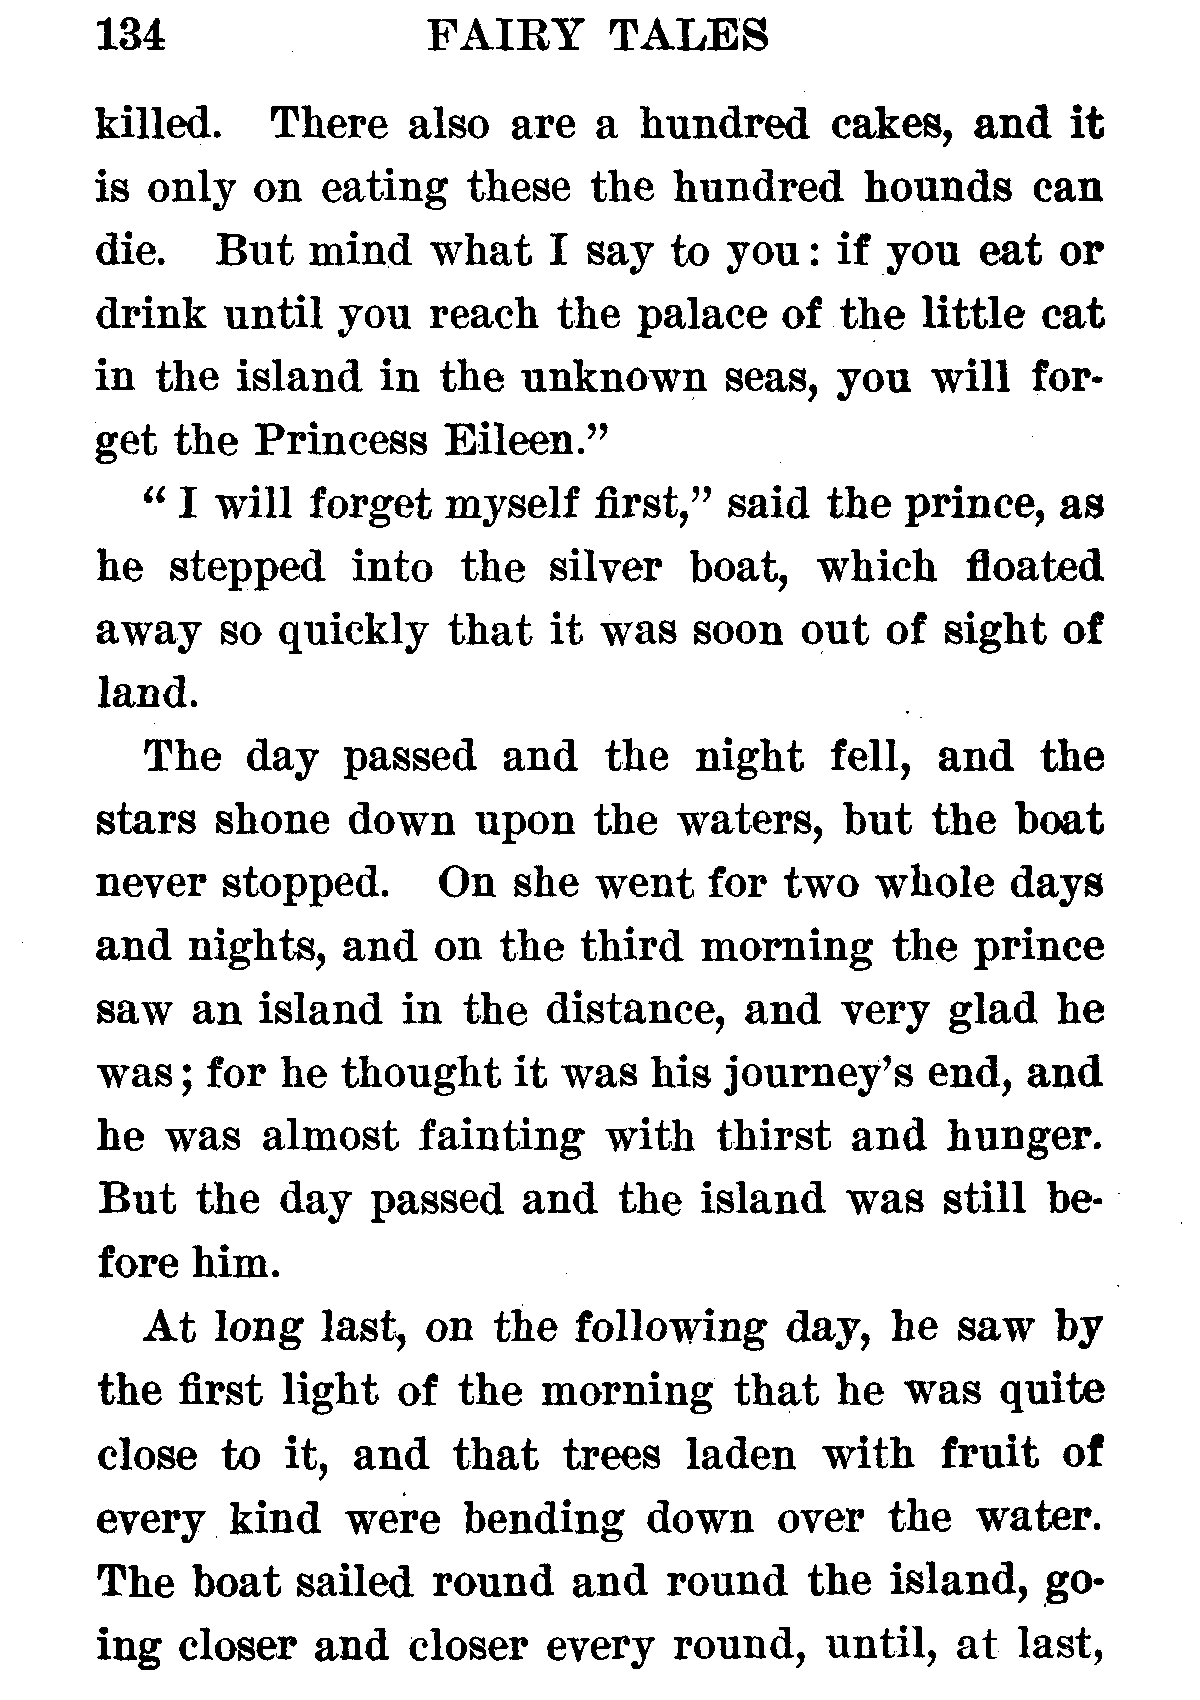 134 FAIRY TALES
killed. There also are a hundred cakes, and it
is only on eating these the hundred hounds can
die. But mind what I say to you: if you eat or
drink until you reach the palace of the little cat
in the island in the unknown seas, you will for-
get the Princess Eileen.”
“ I will forget myself first,” said the prince, as
he stepped into the silver boat, which floated
away so quickly that it was soon out of sight of
land.
The day passed and the night fell, and the
stars shone down upon the waters, but the boat
never stopped. On she went for two whole days
and nights, and on the third morning the prince
saw an island in the distance, and very glad he
was; for he thought it was his journey’s end, and
he was almost fainting with thirst and hunger.
But the day passed and the island was still be-
fore him.
At long last, on the following day, he saw by
the first light of the morning that he was quite
close to it, and that trees laden with fruit of
every kind were bending down over the water.
The boat sailed round and round the island, go-
ing closer and closer every round, until, at last,